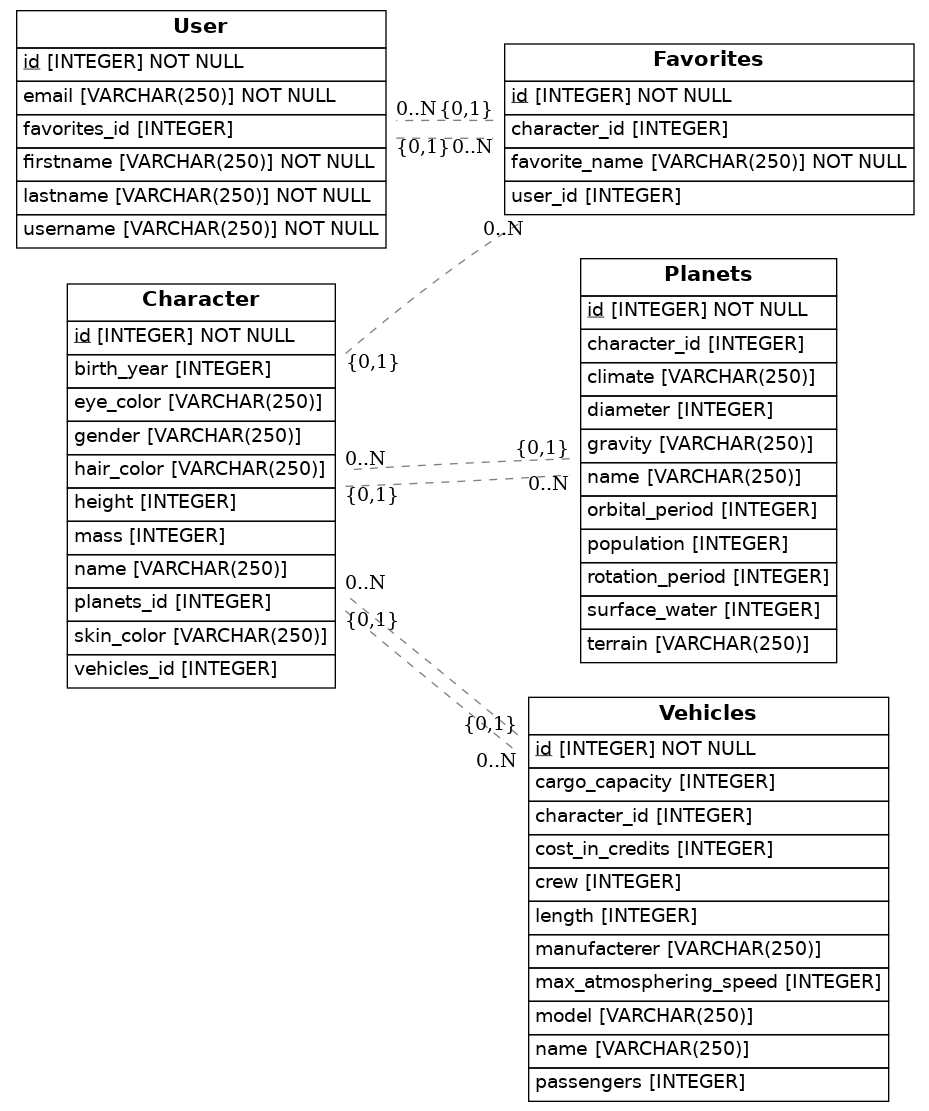 User
id [INTEGER] NOT NULL
email [VARCHAR(250)] NOT NULL
favorites_id [INTEGER]
firstname [VARCHAR(250)] NOT NULL
lastname [VARCHAR(250)] NOT NULL
username [VARCHAR(250)] NOT NULL
Favorites
id [INTEGER] NOT NULL
character_id [INTEGER]
favorite_name [VARCHAR(250)] NOT NULL
user_id [INTEGER]
0..N {0,1}
{0,1} 0..N
0..N
{0,1}
Character
id [INTEGER] NOT NULL
birth_year [INTEGER]
eye_color [VARCHAR(250)]
gender [VARCHAR(250)]
hair_color [VARCHAR(250)]
height [INTEGER]
mass [INTEGER]
name [VARCHAR(250)]
planets_id [INTEGER]
skin_color [VARCHAR(250)]
vehicles_id [INTEGER]
0..N {0,1}
{0,1} 0..N
Planets
id [INTEGER] NOT NULL
character_id [INTEGER]
climate [VARCHAR(250)]
diameter [INTEGER]
gravity [VARCHAR(250)]
name [VARCHAR(250)]
orbital_period [INTEGER]
population [INTEGER]
rotation_period [INTEGER]
surface_water [INTEGER]
terrain [VARCHAR(250)]
0..N
{0,1}
{0,1}
0..N
Vehicles
id [INTEGER] NOT NULL
cargo_capacity [INTEGER]
character_id [INTEGER]
cost_in_credits [INTEGER]
crew [INTEGER]
length [INTEGER]
manufacterer [VARCHAR(250)]
max_atmosphering_speed [INTEGER]
model [VARCHAR(250)]
name [VARCHAR(250)]
passengers [INTEGER]